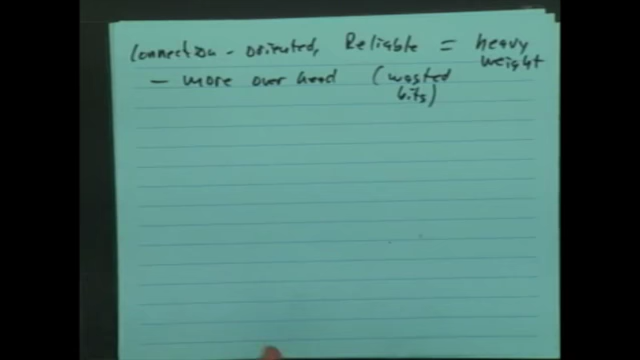 Connection - oriented, Reliable = heavy weight
- more over head (wasted bits)